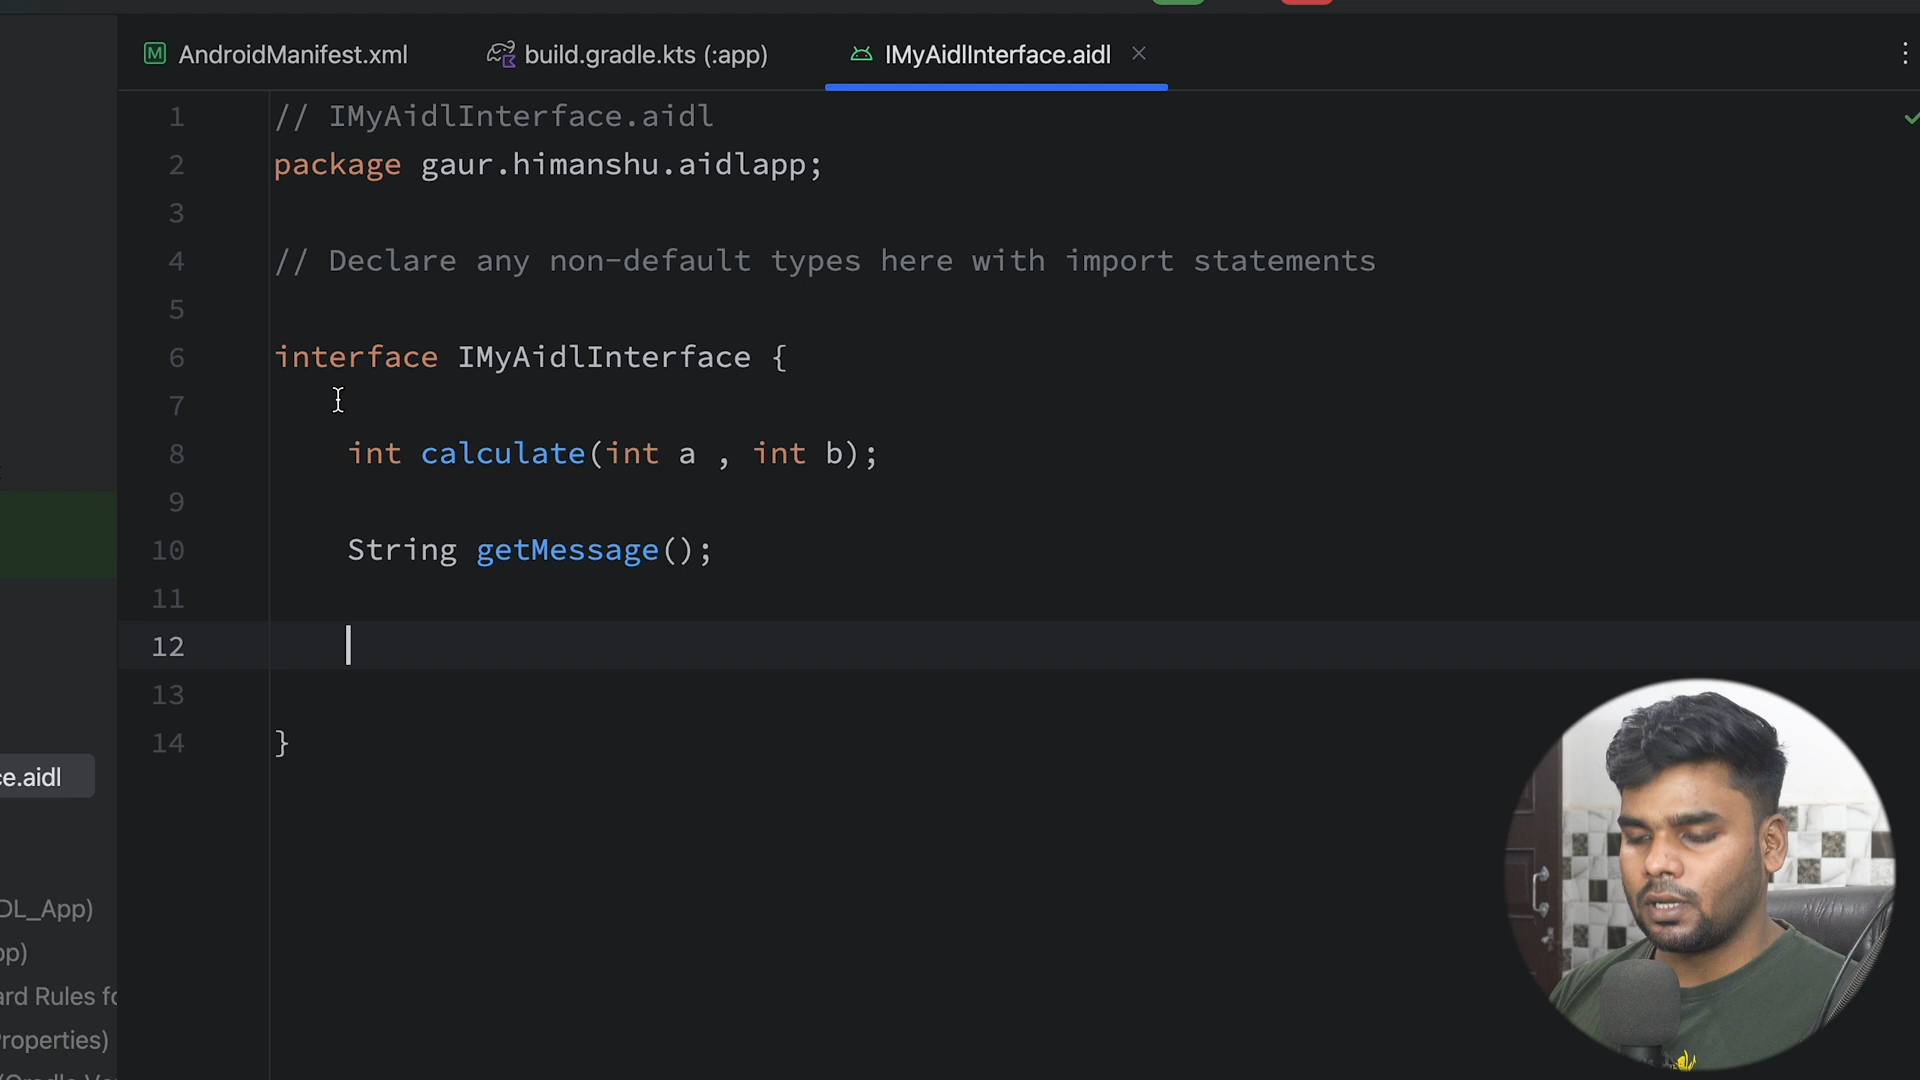 AndroidManifest.xml
build.gradle.kts (:app)
IMyAidlInterface.aidl
1 // IMyAidlInterface.aidl
2 package gaur.himanshu.aidlapp;
3
4 // Declare any non-default types here with import statements
5
6 interface IMyAidlInterface {
7
8 int calculate(int a , int b);
9
10 String getMessage();
11
12
13
14 }
ce.aidl
DL_App)
pp)
ard Rules fo
roperties)